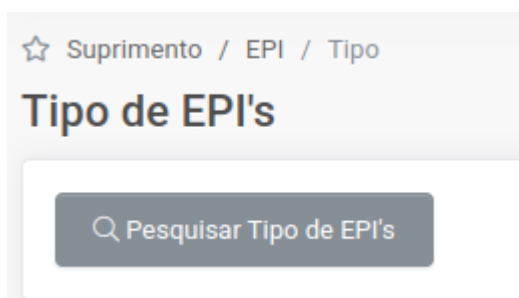 Suprimento / EPI / Tipo
Tipo de EPI's
Pesquisar Tipo de EPI's